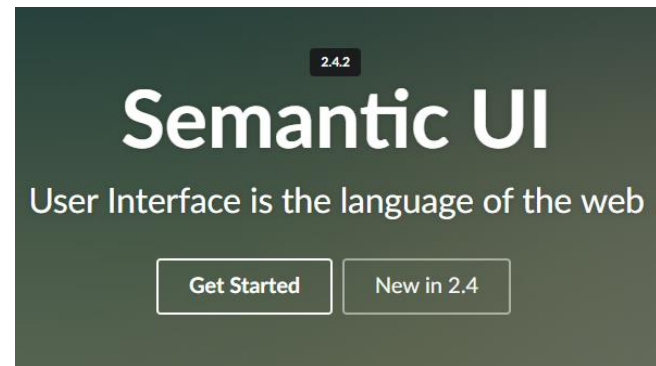 2.4.2
Semantic UI
User Interface is the language of the web
Get Started
New in 2.4